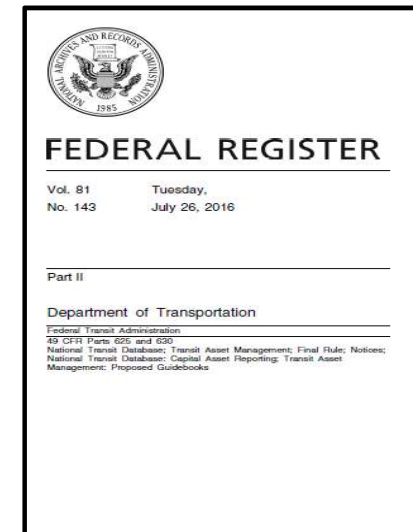 NATIONAL ARCHIVES AND RECORDS ADMINISTRATION
1985
FEDERAL REGISTER
Vol. 81 Tuesday,
No. 143 July 26, 2016
Part II
Department of Transportation
Federal Transit Administration
49 CFR Parts 625 and 630
National Transit Database; Transit Asset Management; Final Rule; Notices;
National Transit Database: Capital Asset Reporting; Transit Asset
Management: Proposed Guidebooks